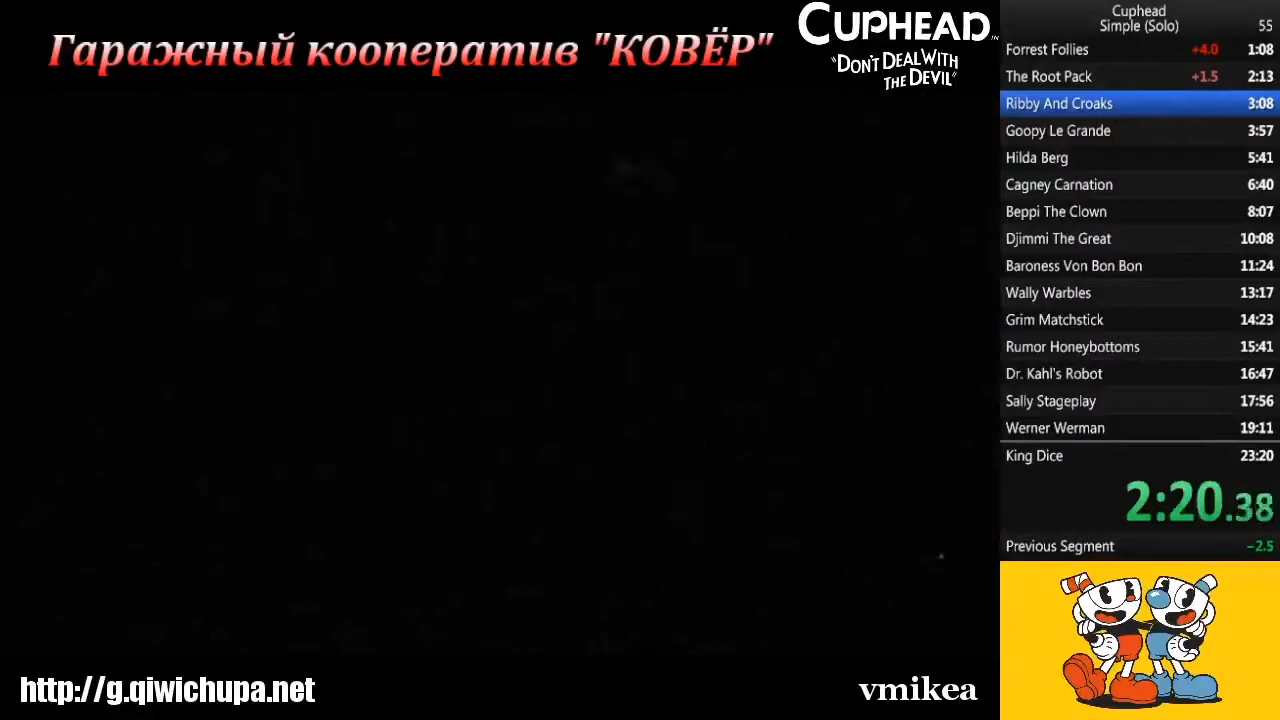 Гаражный кооператив "КОВЁР"
CUPHEAD
"DON'T DEAL WITH
THE DEVIL"
Cuphead
Simple (Solo) 55
Forrest Follies +4.0 1:08
The Root Pack +1.5 2:13
Ribby And Croaks 3:08
Goopy Le Grande 3:57
Hilda Berg 5:41
Cagney Carnation 6:40
Beppi The Clown 8:07
Djimmi The Great 10:08
Baroness Von Bon Bon 11:24
Wally Warbles 13:17
Grim Matchstick 14:23
Rumor Honeybottoms 15:41
Dr. Kahl's Robot 16:47
Sally Stageplay 17:56
Werner Werman 19:11
King Dice 23:20
2:20.38
Previous Segment −2.5
http://g.qiwichupa.net
vmikea